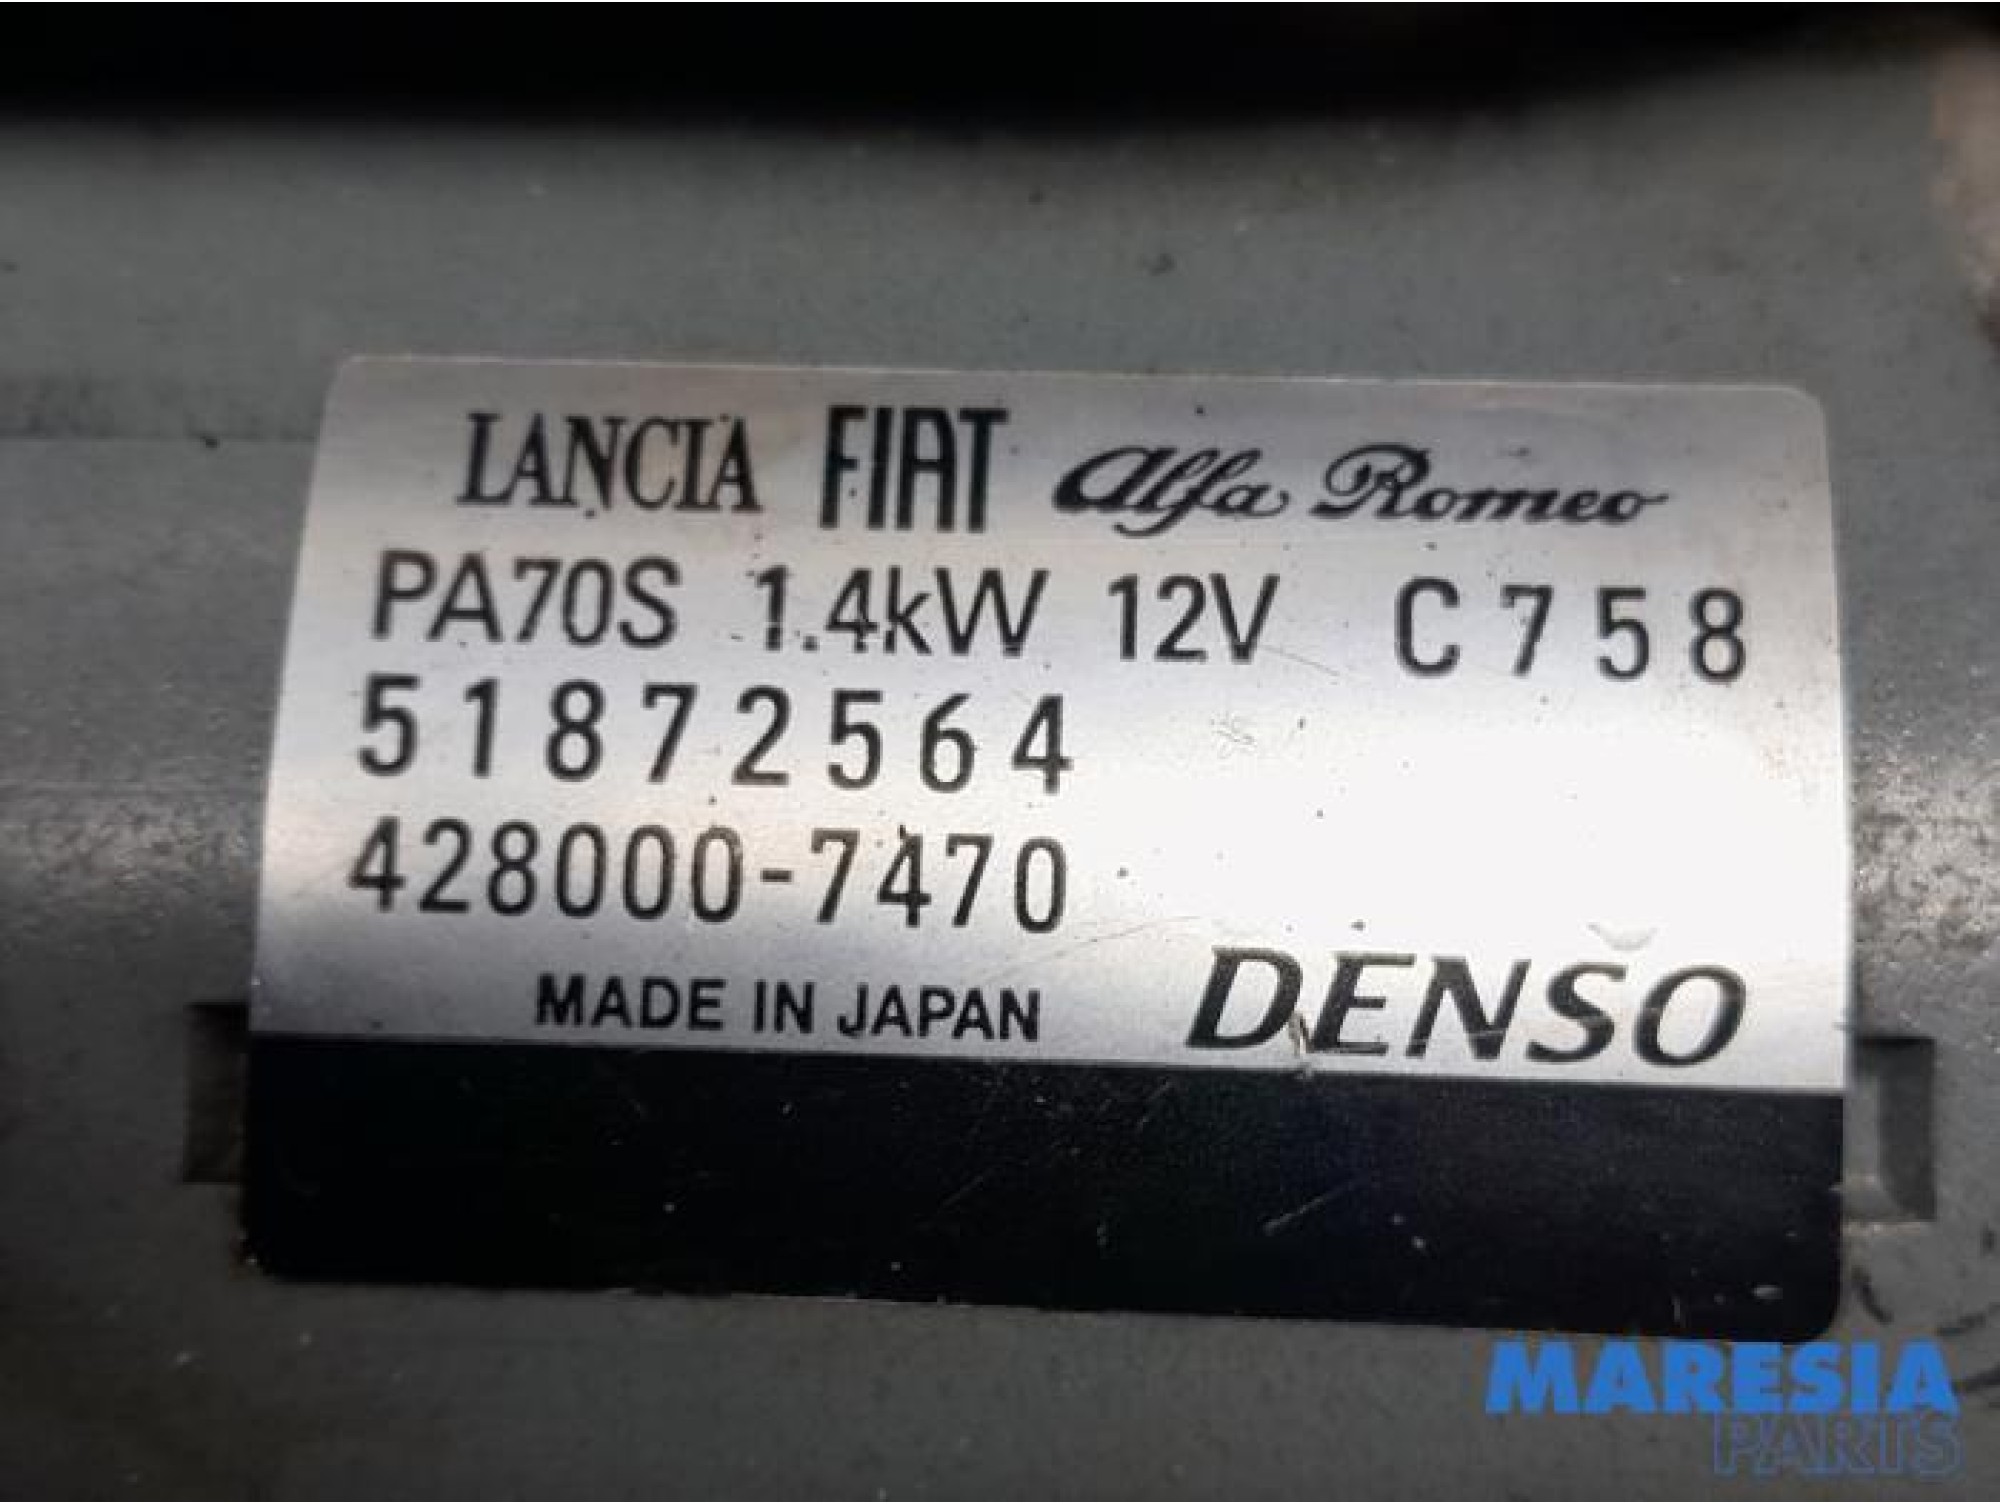 LANCIA FIAT Alfa Romeo
PA70S 1.4kW 12V C758
51872564
428000-7470
MADE IN JAPAN DENSO
MARESIA
PARTS